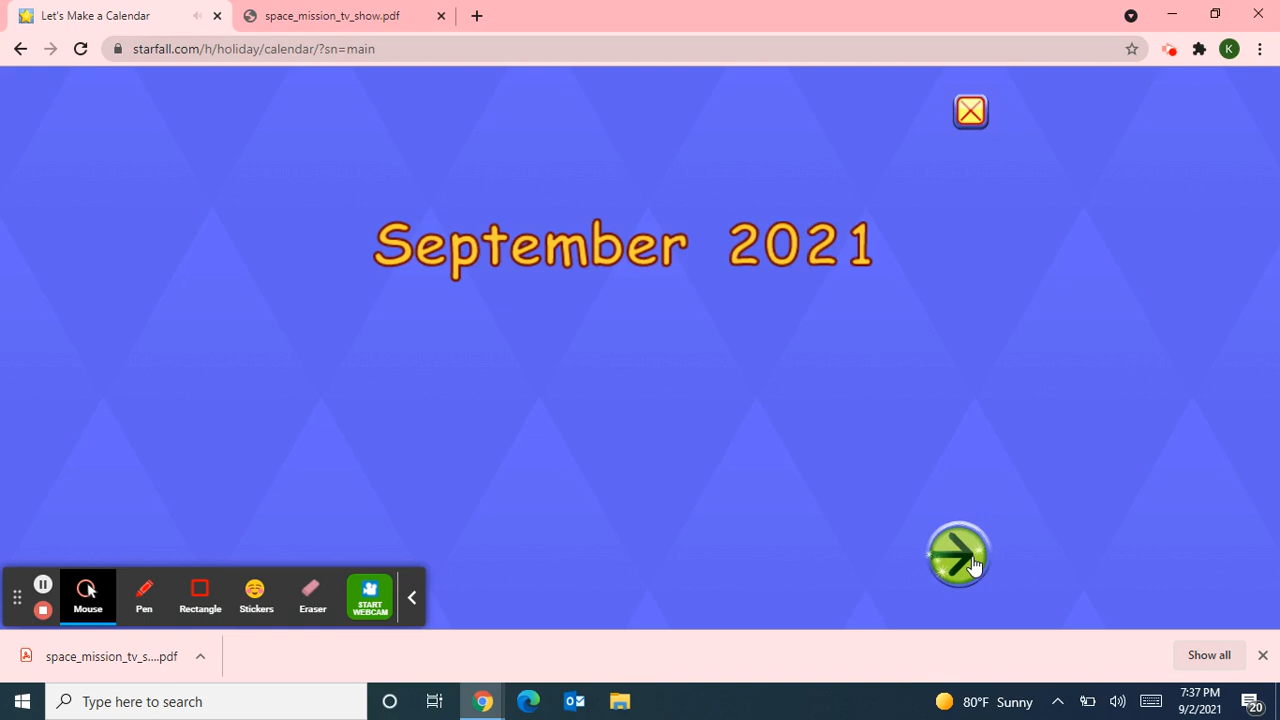 Let's Make a Calendar
space_mission_tv_show.pdf
starfall.com/h/holiday/calendar/?sn=main
K
September 2021
Mouse
Pen
Rectangle
Stickers
Eraser
START
WEBCAM
space_mission_tv_s....pdf
Show all
Type here to search
80°F Sunny
7:37 PM
9/2/2021
20